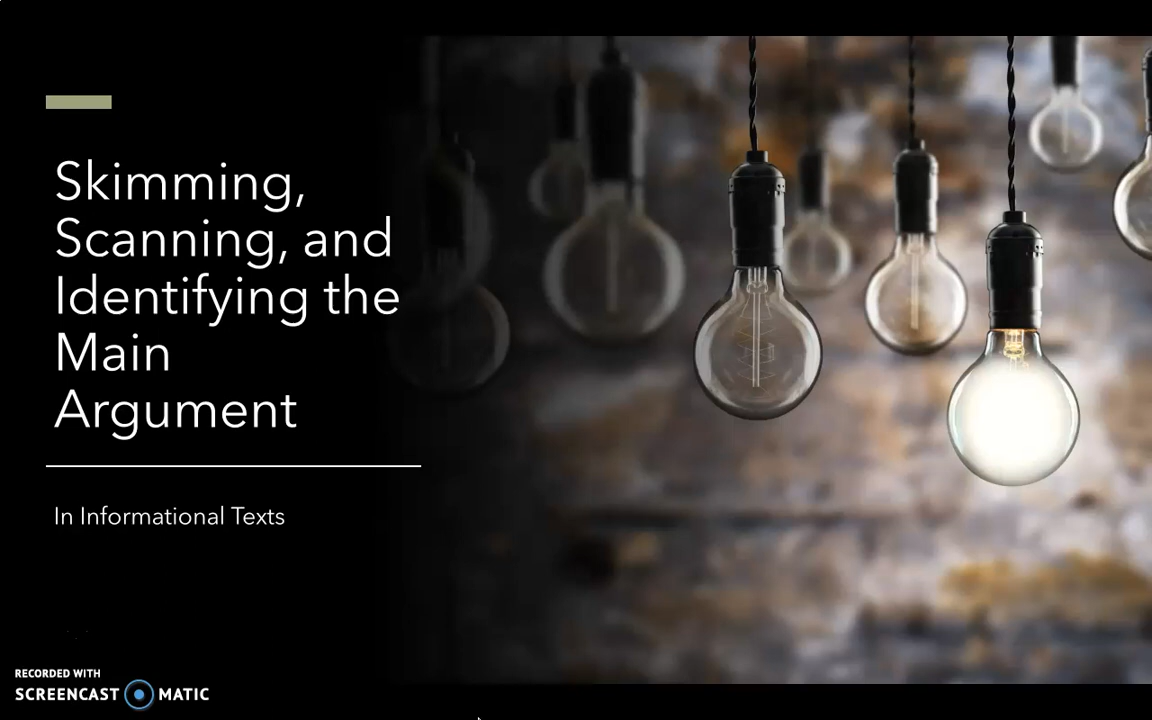 Skimming,
Scanning, and
Identifying the
Main
Argument
In Informational Texts
RECORDED WITH
SCREENCAST MATIC